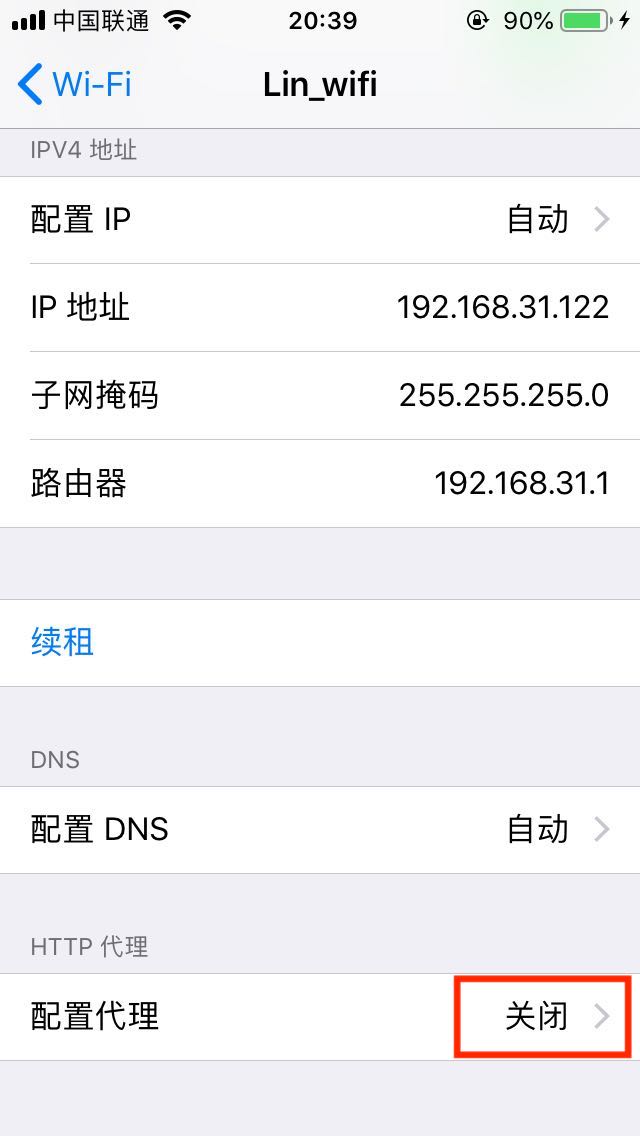 中国联通 20:39 90%
Wi-Fi Lin_wifi
IPV4 地址
配置 IP 自动
IP 地址 192.168.31.122
子网掩码 255.255.255.0
路由器 192.168.31.1
续租
DNS
配置 DNS 自动
HTTP 代理
配置代理 关闭